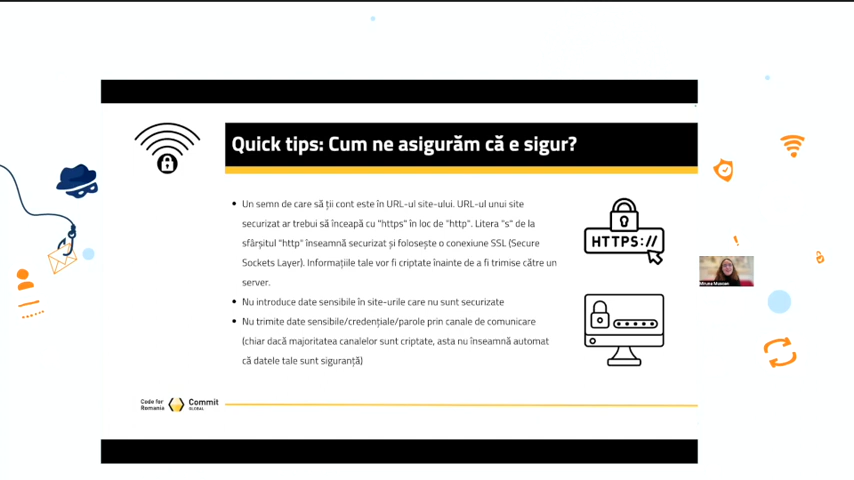 Quick tips: Cum ne asigurăm că e sigur?
Un semn de care să ții cont este în URL-ul site-ului. URL-ul unui site
securizat ar trebui să înceapă cu "https" în loc de "http". Litera "s" de la
sfârșitul "http" înseamnă securizat și folosește o conexiune SSL (Secure
Sockets Layer). Informațiile tale vor fi criptate înainte de a fi trimise către un
server.
Nu introduce date sensibile în site-urile care nu sunt securizate
Nu trimite date sensibile/credențiale/parole prin canale de comunicare
(chiar dacă majoritatea canalelor sunt criptate, asta nu înseamnă automat
că datele tale sunt siguranță)
HTTPS://
Code for
Romania
Commit
GLOBAL